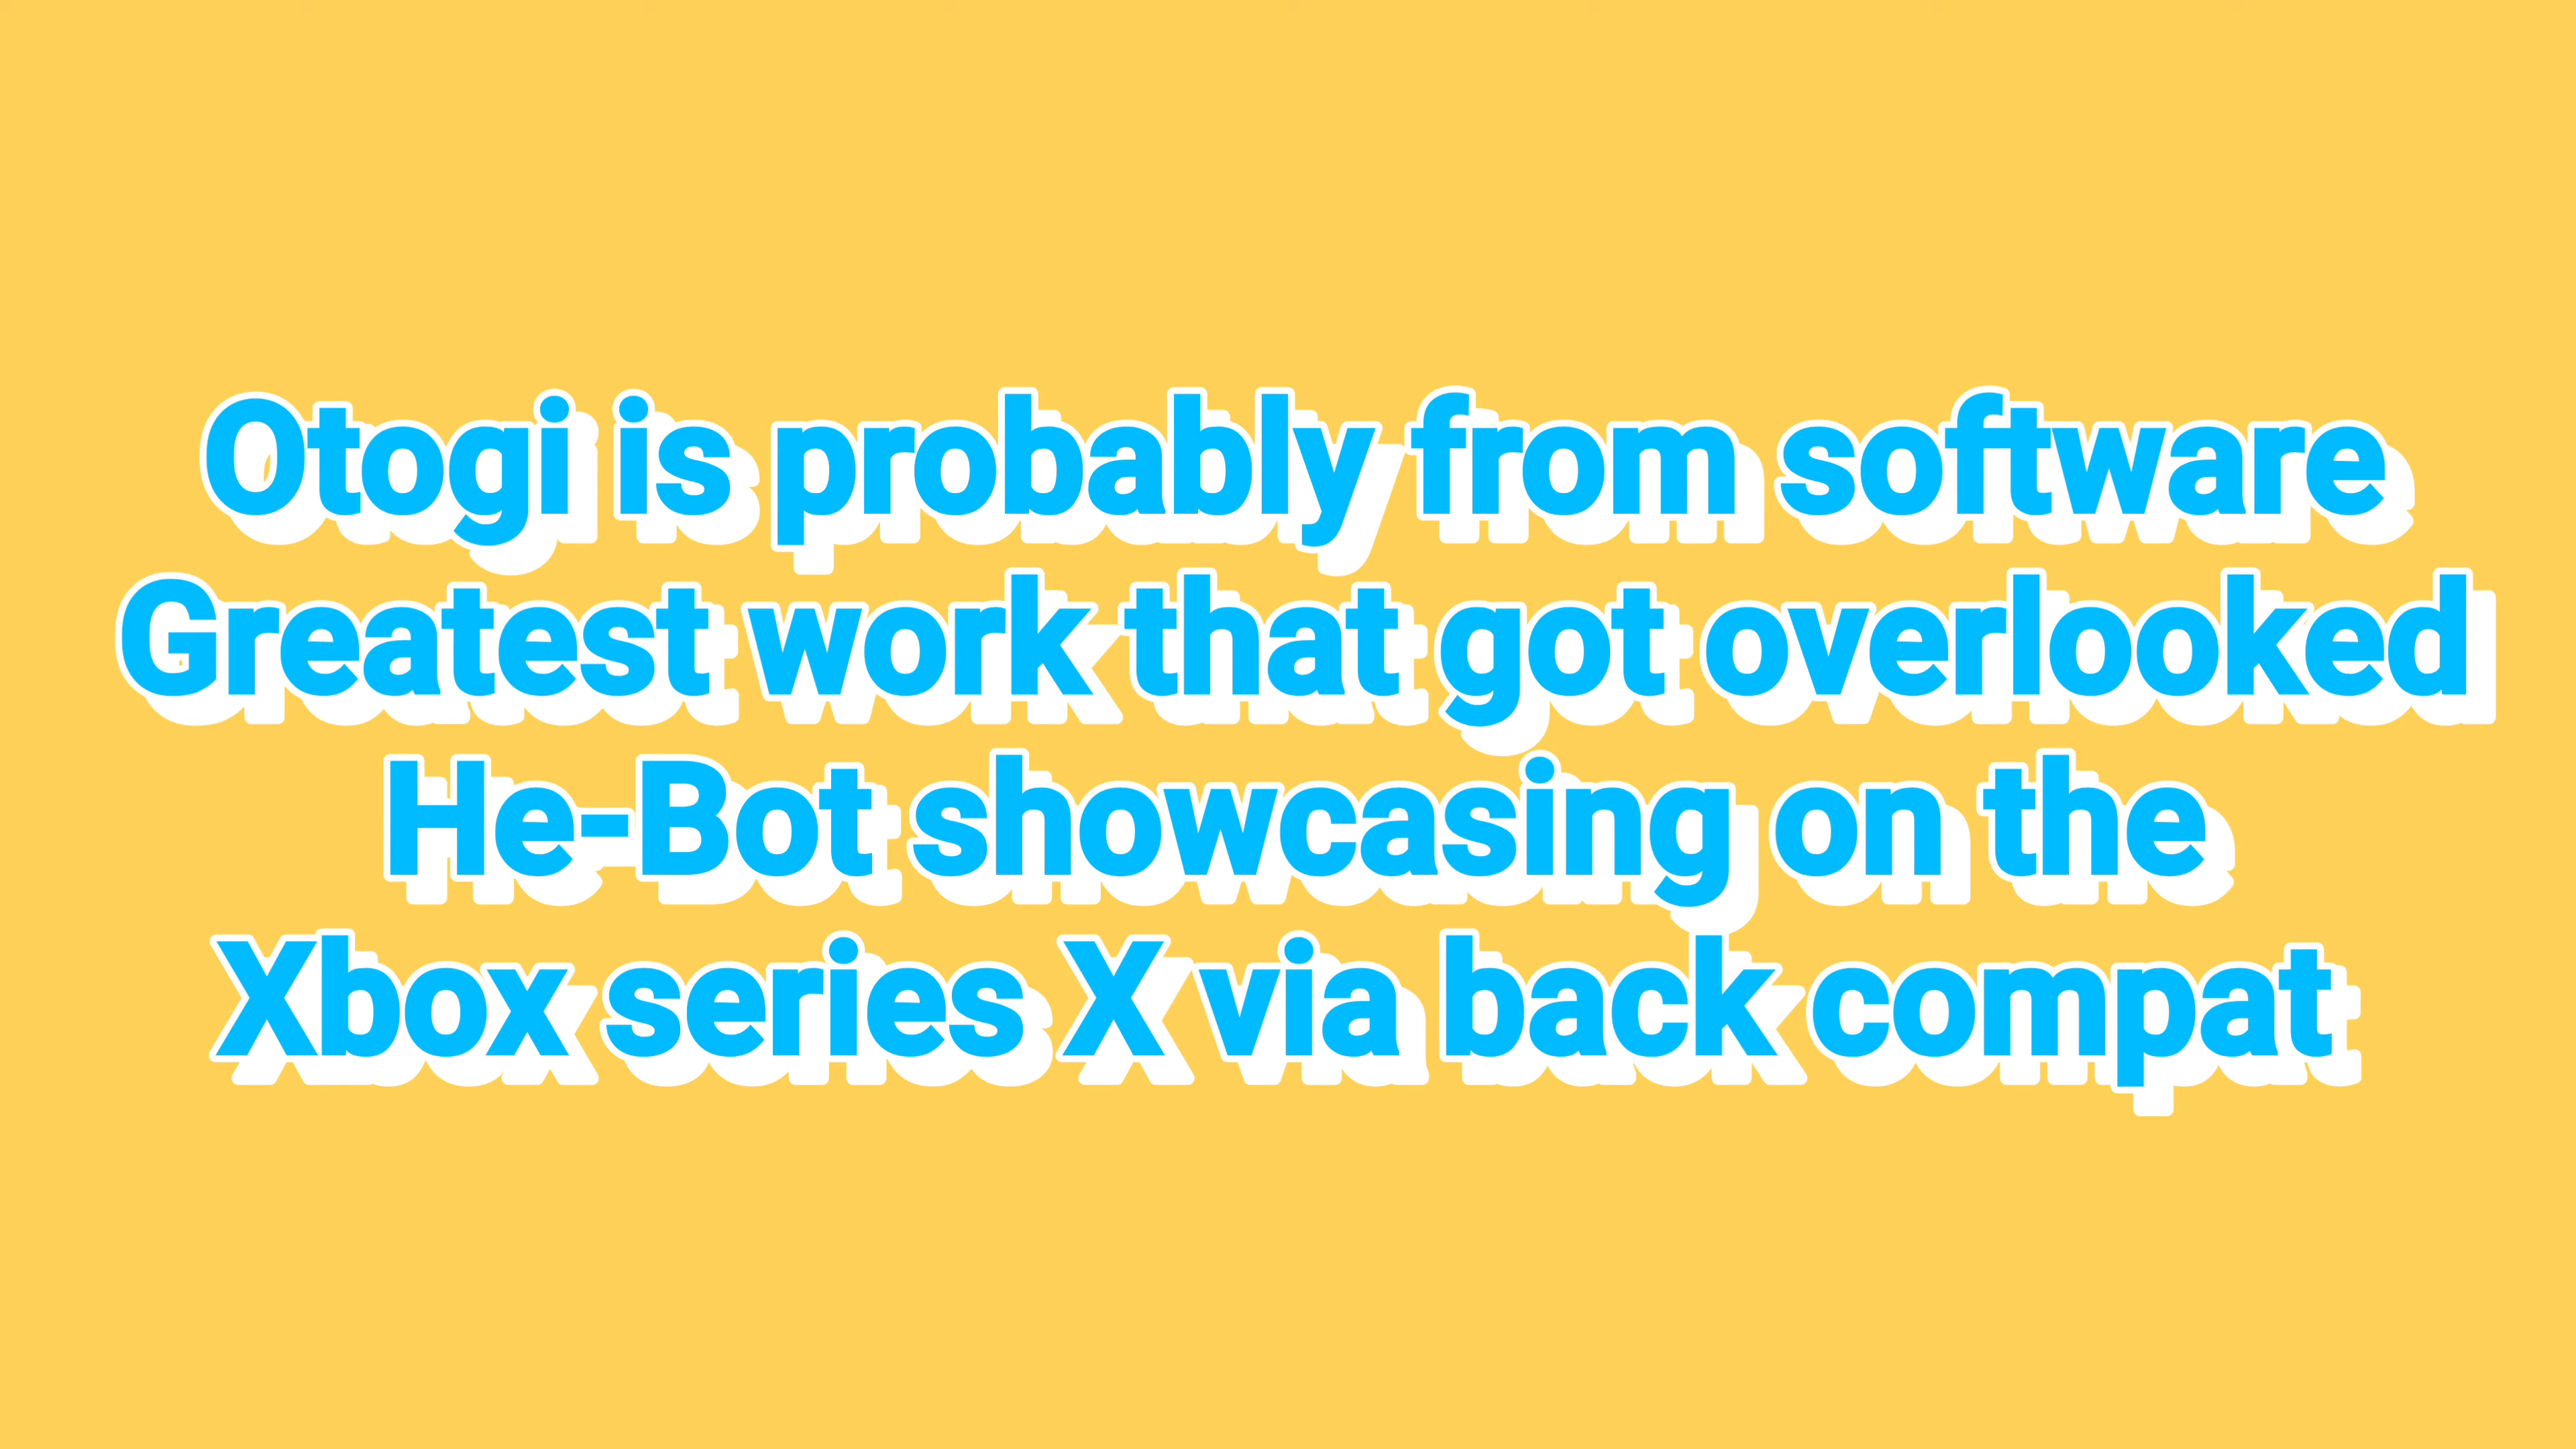 Otogi is probably from software
Greatest work that got overlooked
He-Bot showcasing on the
Xbox series X via back compat